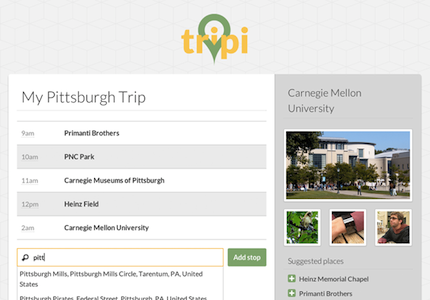 tripi
My Pittsburgh Trip
9am Primanti Brothers
10am PNC Park
11am Carnegie Museums of Pittsburgh
12pm Heinz Field
2am Carnegie Mellon University
pitt
Add stop
Pittsburgh Mills, Pittsburgh Mills Circle, Tarentum, PA, United
States
Pittsburgh Pirates, Federal Street, Pittsburgh, PA, United States
Carnegie Mellon
University
Suggested places
Heinz Memorial Chapel
Primanti Brothers